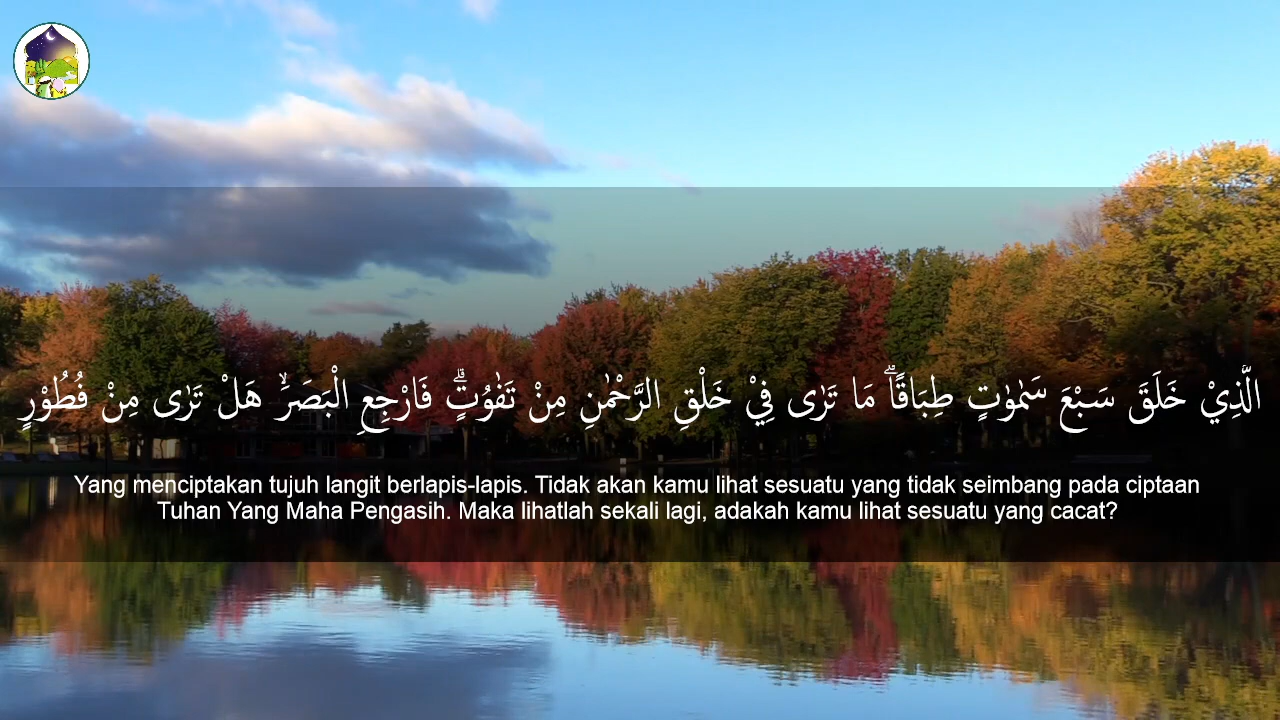 الَّذِيْ خَلَقَ سَبْعَ سَمٰوٰتٍ طِبَاقًاۗ مَا تَرٰى فِيْ خَلْقِ الرَّحْمٰنِ مِنْ تَفٰوُتٍۗ فَارْجِعِ الْبَصَرَۙ هَلْ تَرٰى مِنْ فُطُوْرٍ
Yang menciptakan tujuh langit berlapis-lapis. Tidak akan kamu lihat sesuatu yang tidak seimbang pada ciptaan
Tuhan Yang Maha Pengasih. Maka lihatlah sekali lagi, adakah kamu lihat sesuatu yang cacat?